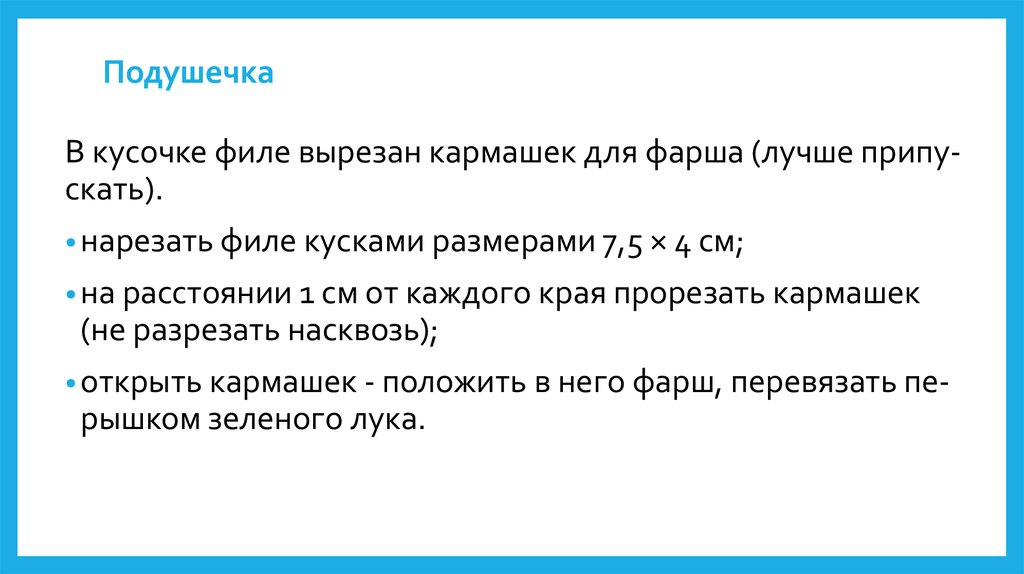 Подушечка
В кусочке филе вырезан кармашек для фарша (лучше припу-
скать).
• нарезать филе кусками размерами 7,5 × 4 см;
• на расстоянии 1 см от каждого края прорезать кармашек
(не разрезать насквозь);
• открыть кармашек - положить в него фарш, перевязать пе-
рышком зеленого лука.